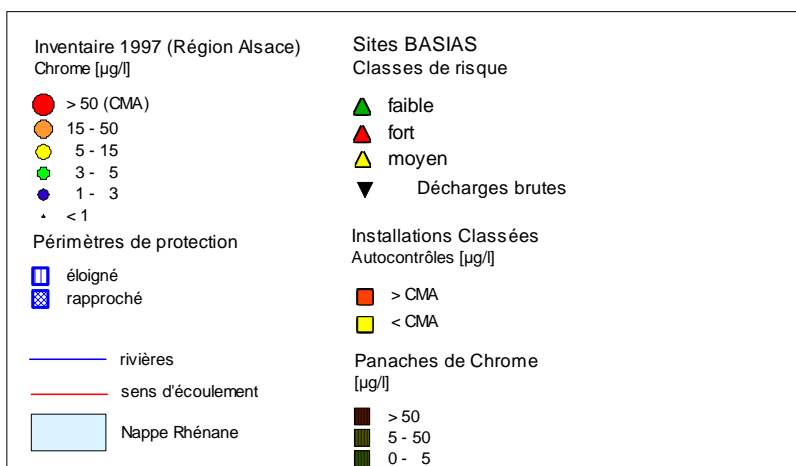 Inventaire 1997 (Région Alsace)
Chrome [µg/l]
> 50 (CMA)
15 - 50
5 - 15
3 - 5
1 - 3
< 1
Périmètres de protection
éloigné
rapproché
rivières
sens d'écoulement
Nappe Rhénane
Sites BASIAS
Classes de risque
faible
fort
moyen
Décharges brutes
Installations Classées
Autocontrôles [µg/l]
> CMA
< CMA
Panaches de Chrome
[µg/l]
> 50
5 - 50
0 - 5